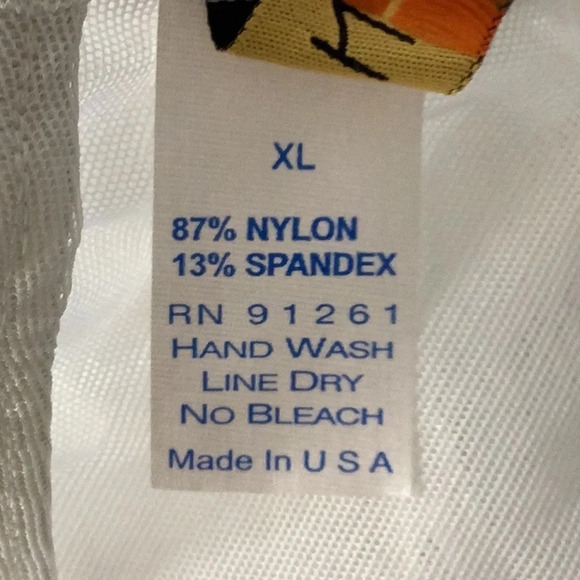 XL
87% NYLON
13% SPANDEX
RN 91261
HAND WASH
LINE DRY
NO BLEACH
Made In U S A